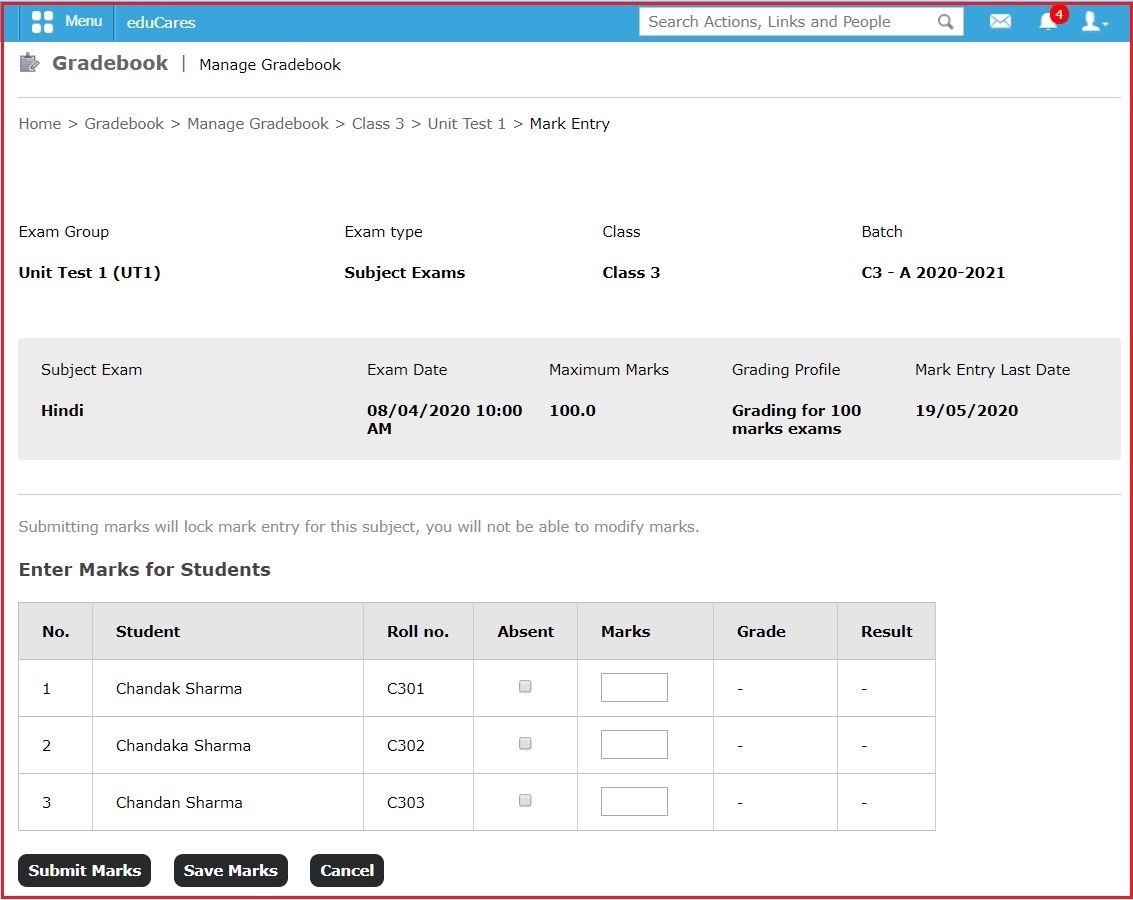 Menu eduCares Search Actions, Links and People 4
Gradebook | Manage Gradebook
Home > Gradebook > Manage Gradebook > Class 3 > Unit Test 1 > Mark Entry
Exam Group Exam type Class Batch
Unit Test 1 (UT1) Subject Exams Class 3 C3 - A 2020-2021
Subject Exam Exam Date Maximum Marks Grading Profile Mark Entry Last Date
Hindi 08/04/2020 10:00 100.0 Grading for 100 19/05/2020
AM marks exams
Submitting marks will lock mark entry for this subject, you will not be able to modify marks.
Enter Marks for Students
No. Student Roll no. Absent Marks Grade Result
1 Chandak Sharma C301 - -
2 Chandaka Sharma C302 - -
3 Chandan Sharma C303 - -
Submit Marks Save Marks Cancel